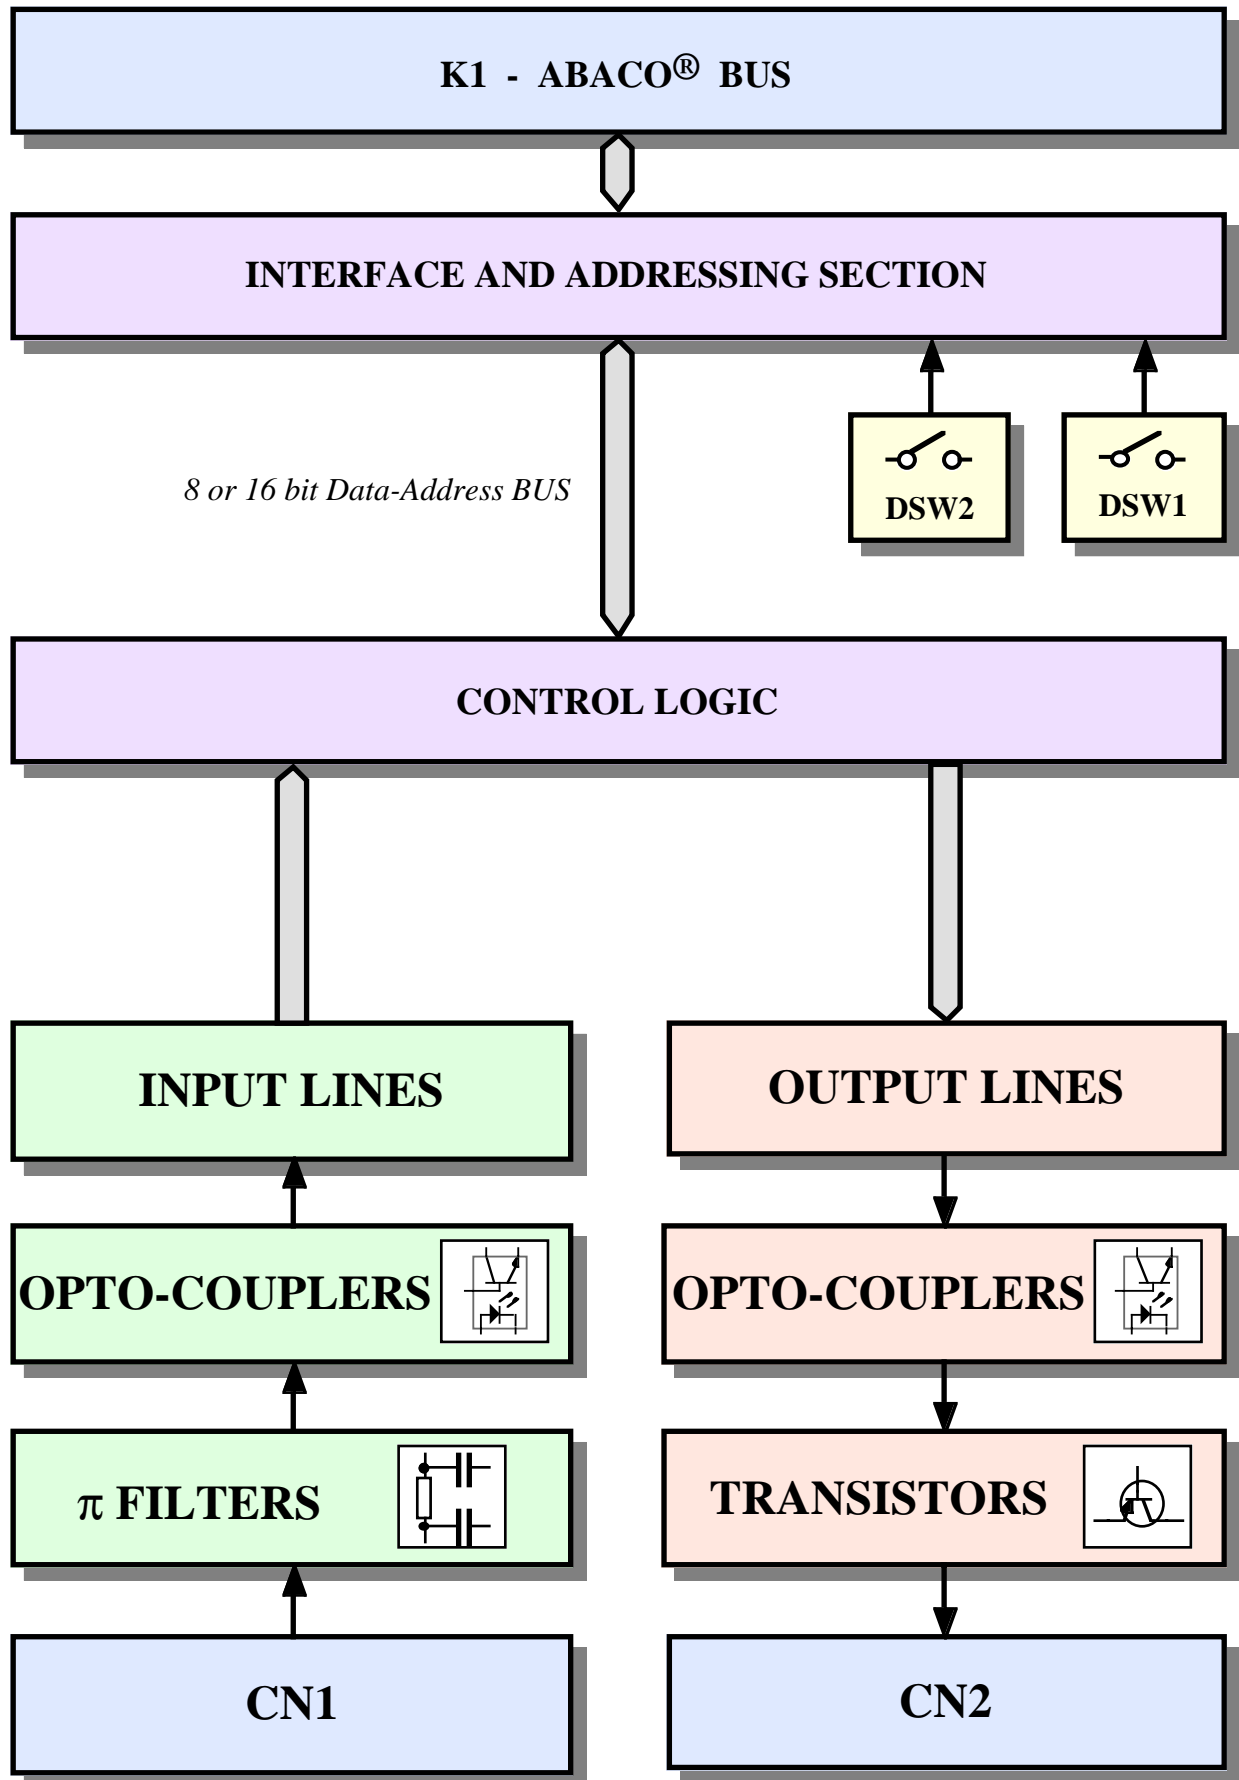 K1 - ABACO® BUS
INTERFACE AND ADDRESSING SECTION
8 or 16 bit Data-Address BUS
DSW2
DSW1
CONTROL LOGIC
INPUT LINES
OUTPUT LINES
OPTO-COUPLERS
OPTO-COUPLERS
π FILTERS
TRANSISTORS
CN1
CN2